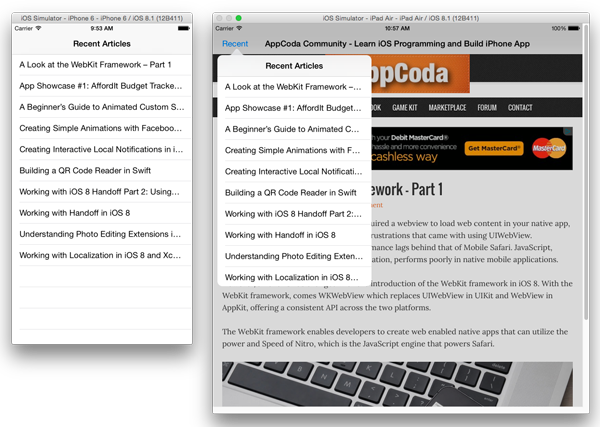 iOS Simulator - iPhone 6 - iPhone 6 / iOS 8.1 (12B411)
Carrier 9:53 AM
Recent Articles
A Look at the WebKit Framework – Part 1
App Showcase #1: AffordIt Budget Tracke...
A Beginner's Guide to Animated Custom S...
Creating Simple Animations with Faceboo...
Creating Interactive Local Notifications in i...
Building a QR Code Reader in Swift
Working with iOS 8 Handoff Part 2: Using...
Working with Handoff in iOS 8
Understanding Photo Editing Extensions i...
Working with Localization in iOS 8 and Xc...
iOS Simulator - iPad Air - iPad Air / iOS 8.1 (12B411)
Carrier 10:57 AM 100%
Recent AppCoda Community - Learn iOS Programming and Build iPhone App
Recent Articles
A Look at the WebKit Framework –...
App Showcase #1: AffordIt Budget...
A Beginner's Guide to Animated C...
Creating Simple Animations with F...
Creating Interactive Local Notificati...
Building a QR Code Reader in Swift
Working with iOS 8 Handoff Part 2:...
Working with Handoff in iOS 8
Understanding Photo Editing Exten...
Working with Localization in iOS 8...
AppCoda
OOK GAME KIT MARKETPLACE FORUM CONTACT
with Debit MasterCard
hassle and more convenience
cashless way
Get MasterCard
MasterCard
ework - Part 1
ment
uired a webview to load web content in your native app,
rustrations that came with using UIWebView.
mance lags behind that of Mobile Safari. JavaScript,
ation, performs poorly in native mobile applications.
introduction of the WebKit framework in iOS 8. With the
WebKit framework, comes WKWebView which replaces UIWebView in UIKit and WebView in
AppKit, offering a consistent API across the two platforms.
The WebKit framework enables developers to create web enabled native apps that can utilize the
power and Speed of Nitro, which is the JavaScript engine that powers Safari.